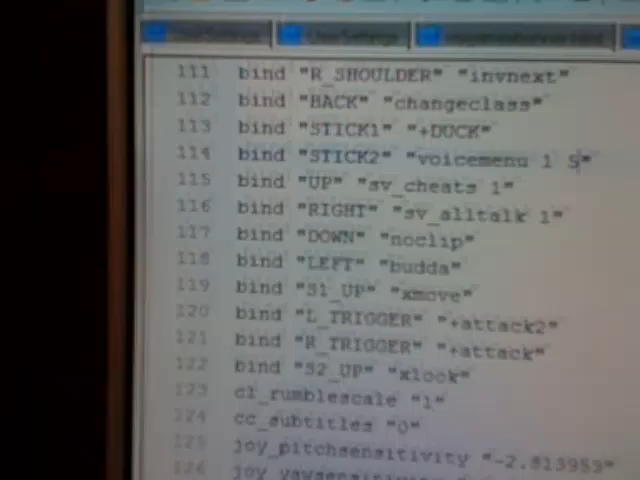 111 bind "R_SHOULDER" "invnext"
112 bind "BACK" "changeclass"
113 bind "STICK1" "+DUCK"
114 bind "STICK2" "voicemenu 1 5"
115 bind "UP" "sv_cheats 1"
116 bind "RIGHT" "sv_alltalk 1"
117 bind "DOWN" "noclip"
118 bind "LEFT" "budda"
119 bind "S1_UP" "xmove"
120 bind "L_TRIGGER" "+attack2"
121 bind "R_TRIGGER" "+attack"
122 bind "S2_UP" "xlook"
123 cl_rumblescale "1"
124 cc_subtitles "0"
125 joy_pitchsensitivity "-2.813953"
126